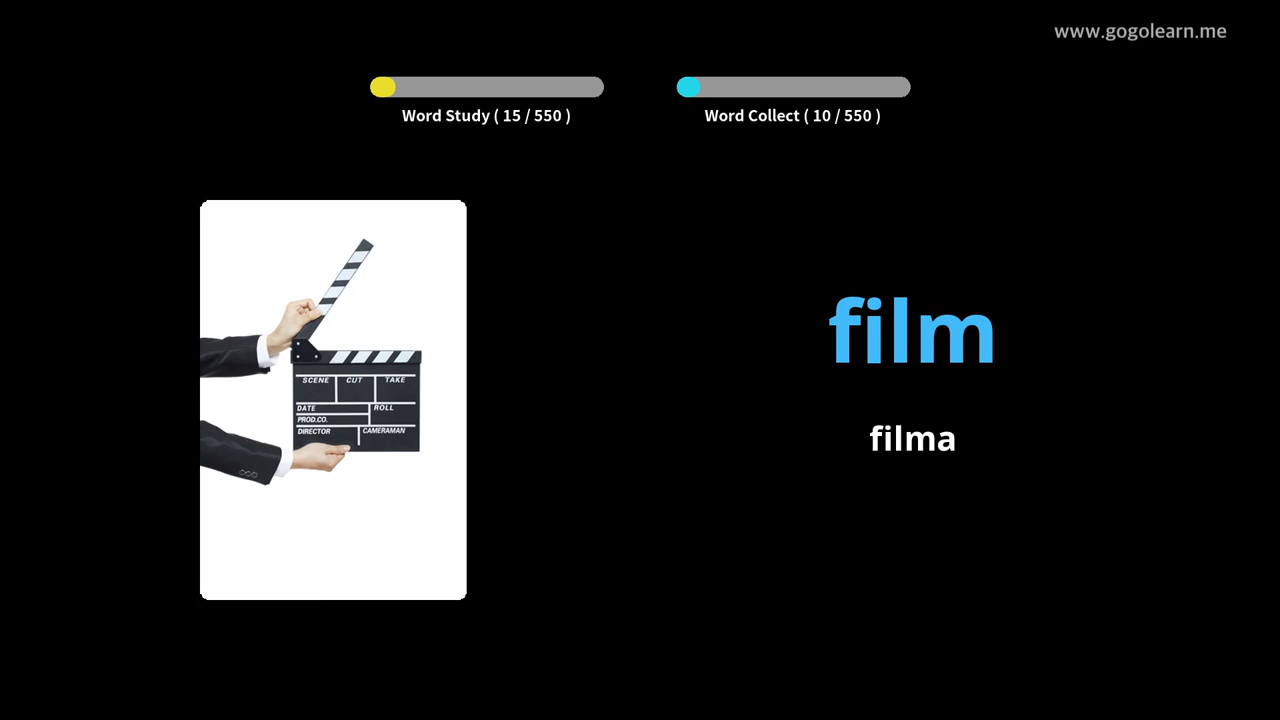 www.gogolearn.me
Word Study ( 15 / 550 )
Word Collect ( 10 / 550 )
SCENE CUT TAKE
DATE ROLL
PROD.CO.
DIRECTOR CAMERAMAN
film
filma